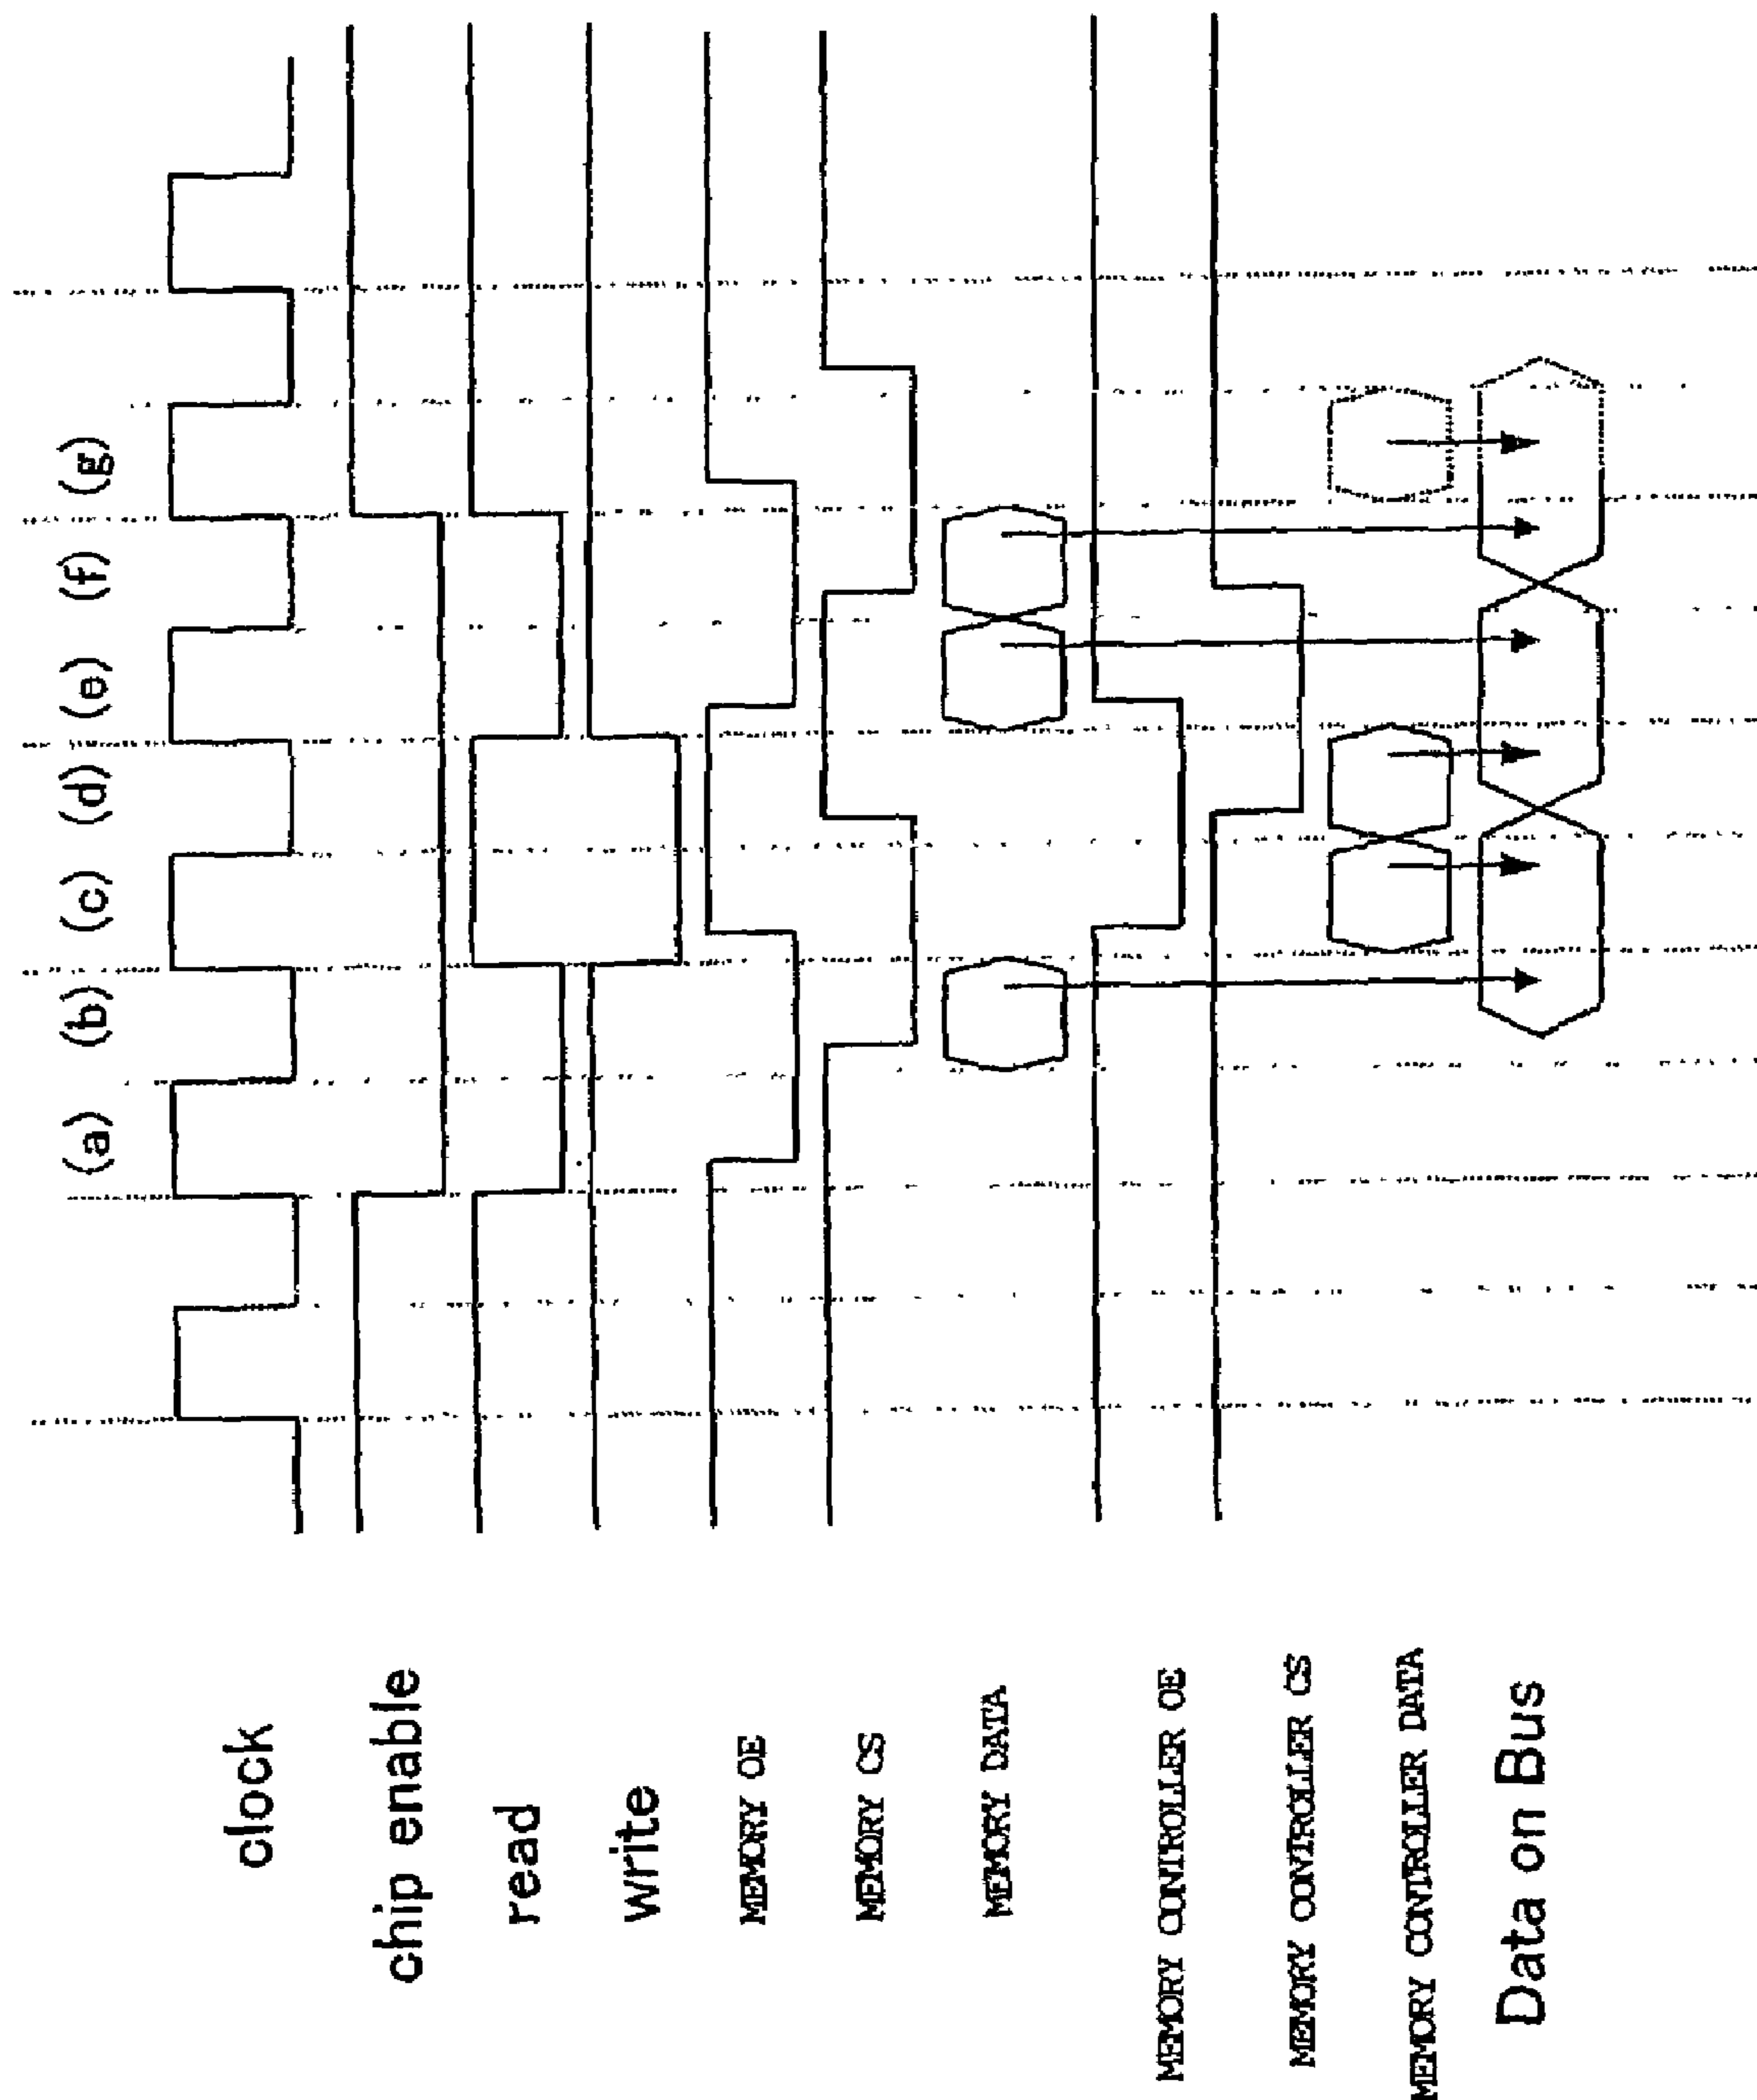 (a) (b) (c) (d) (e) (f) (g)
clock
chip enable
read
write
MEMORY OE
MEMORY CS
MEMORY DATA
MEMORY CONTROLLER OE
MEMORY CONTROLLER CS
MEMORY CONTROLLER DATA
Data on Bus